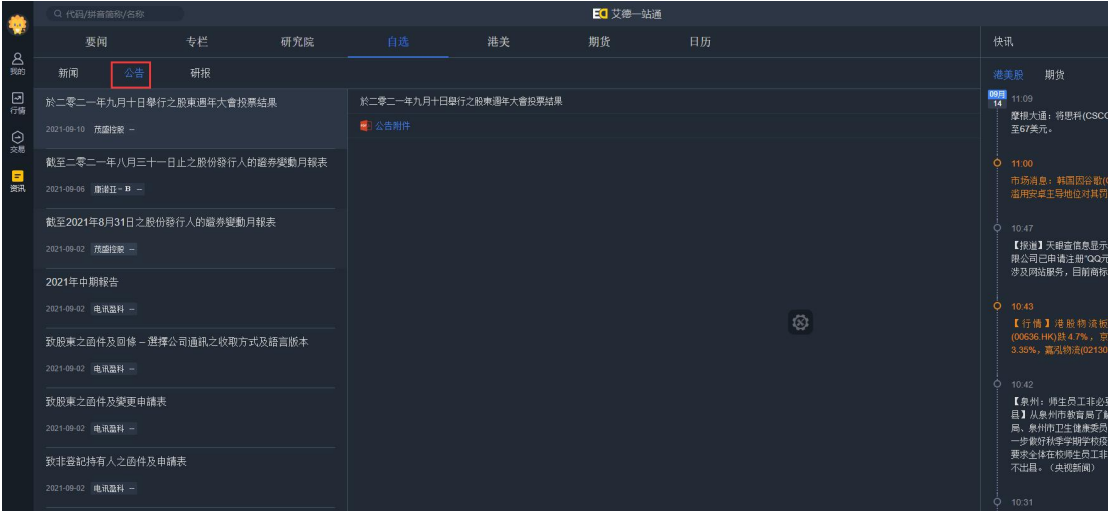 代码/拼音简称/名称
艾德一站通
要闻 专栏 研究院 自选 港美 期货 日历
快讯
我的
行情
交易
资讯
新闻 公告 研报
於二零二一年九月十日舉行之股東週年大會投票結果
2021-09-10 茂盛控股 --
截至二零二一年八月三十一日止之股份發行人的證券變動月報表
2021-09-06 康诺亚-B --
截至2021年8月31日之股份發行人的證券變動月報表
2021-09-02 茂盛控股 --
2021年中期報告
2021-09-02 电讯盈科 --
致股東之函件及回條 – 選擇公司通訊之收取方式及語言版本
2021-09-02 电讯盈科 --
致股東之函件及變更申請表
2021-09-02 电讯盈科 --
致非登記持有人之函件及申請表
2021-09-02 电讯盈科 --
於二零二一年九月十日舉行之股東週年大會投票結果
公告附件
港美股 期货
09月
14
11:09
摩根大通：将思科(CSCO
至67美元。
11:00
市场消息：韩国因谷歌(
滥用安卓主导地位对其罚
10:47
【报道】天眼查信息显示
限公司已申请注册"QQ元
涉及网站服务，目前商标
10:43
【行情】港股物流板
(00636.HK)跌4.7%，京
3.35%，嘉泓物流(02130
10:42
【泉州：师生员工非必要
县】从泉州市教育局了解
局、泉州市卫生健康委员
一步做好秋季学期学校疫
要求全体在校师生员工非
不出县。（央视新闻）
10:31